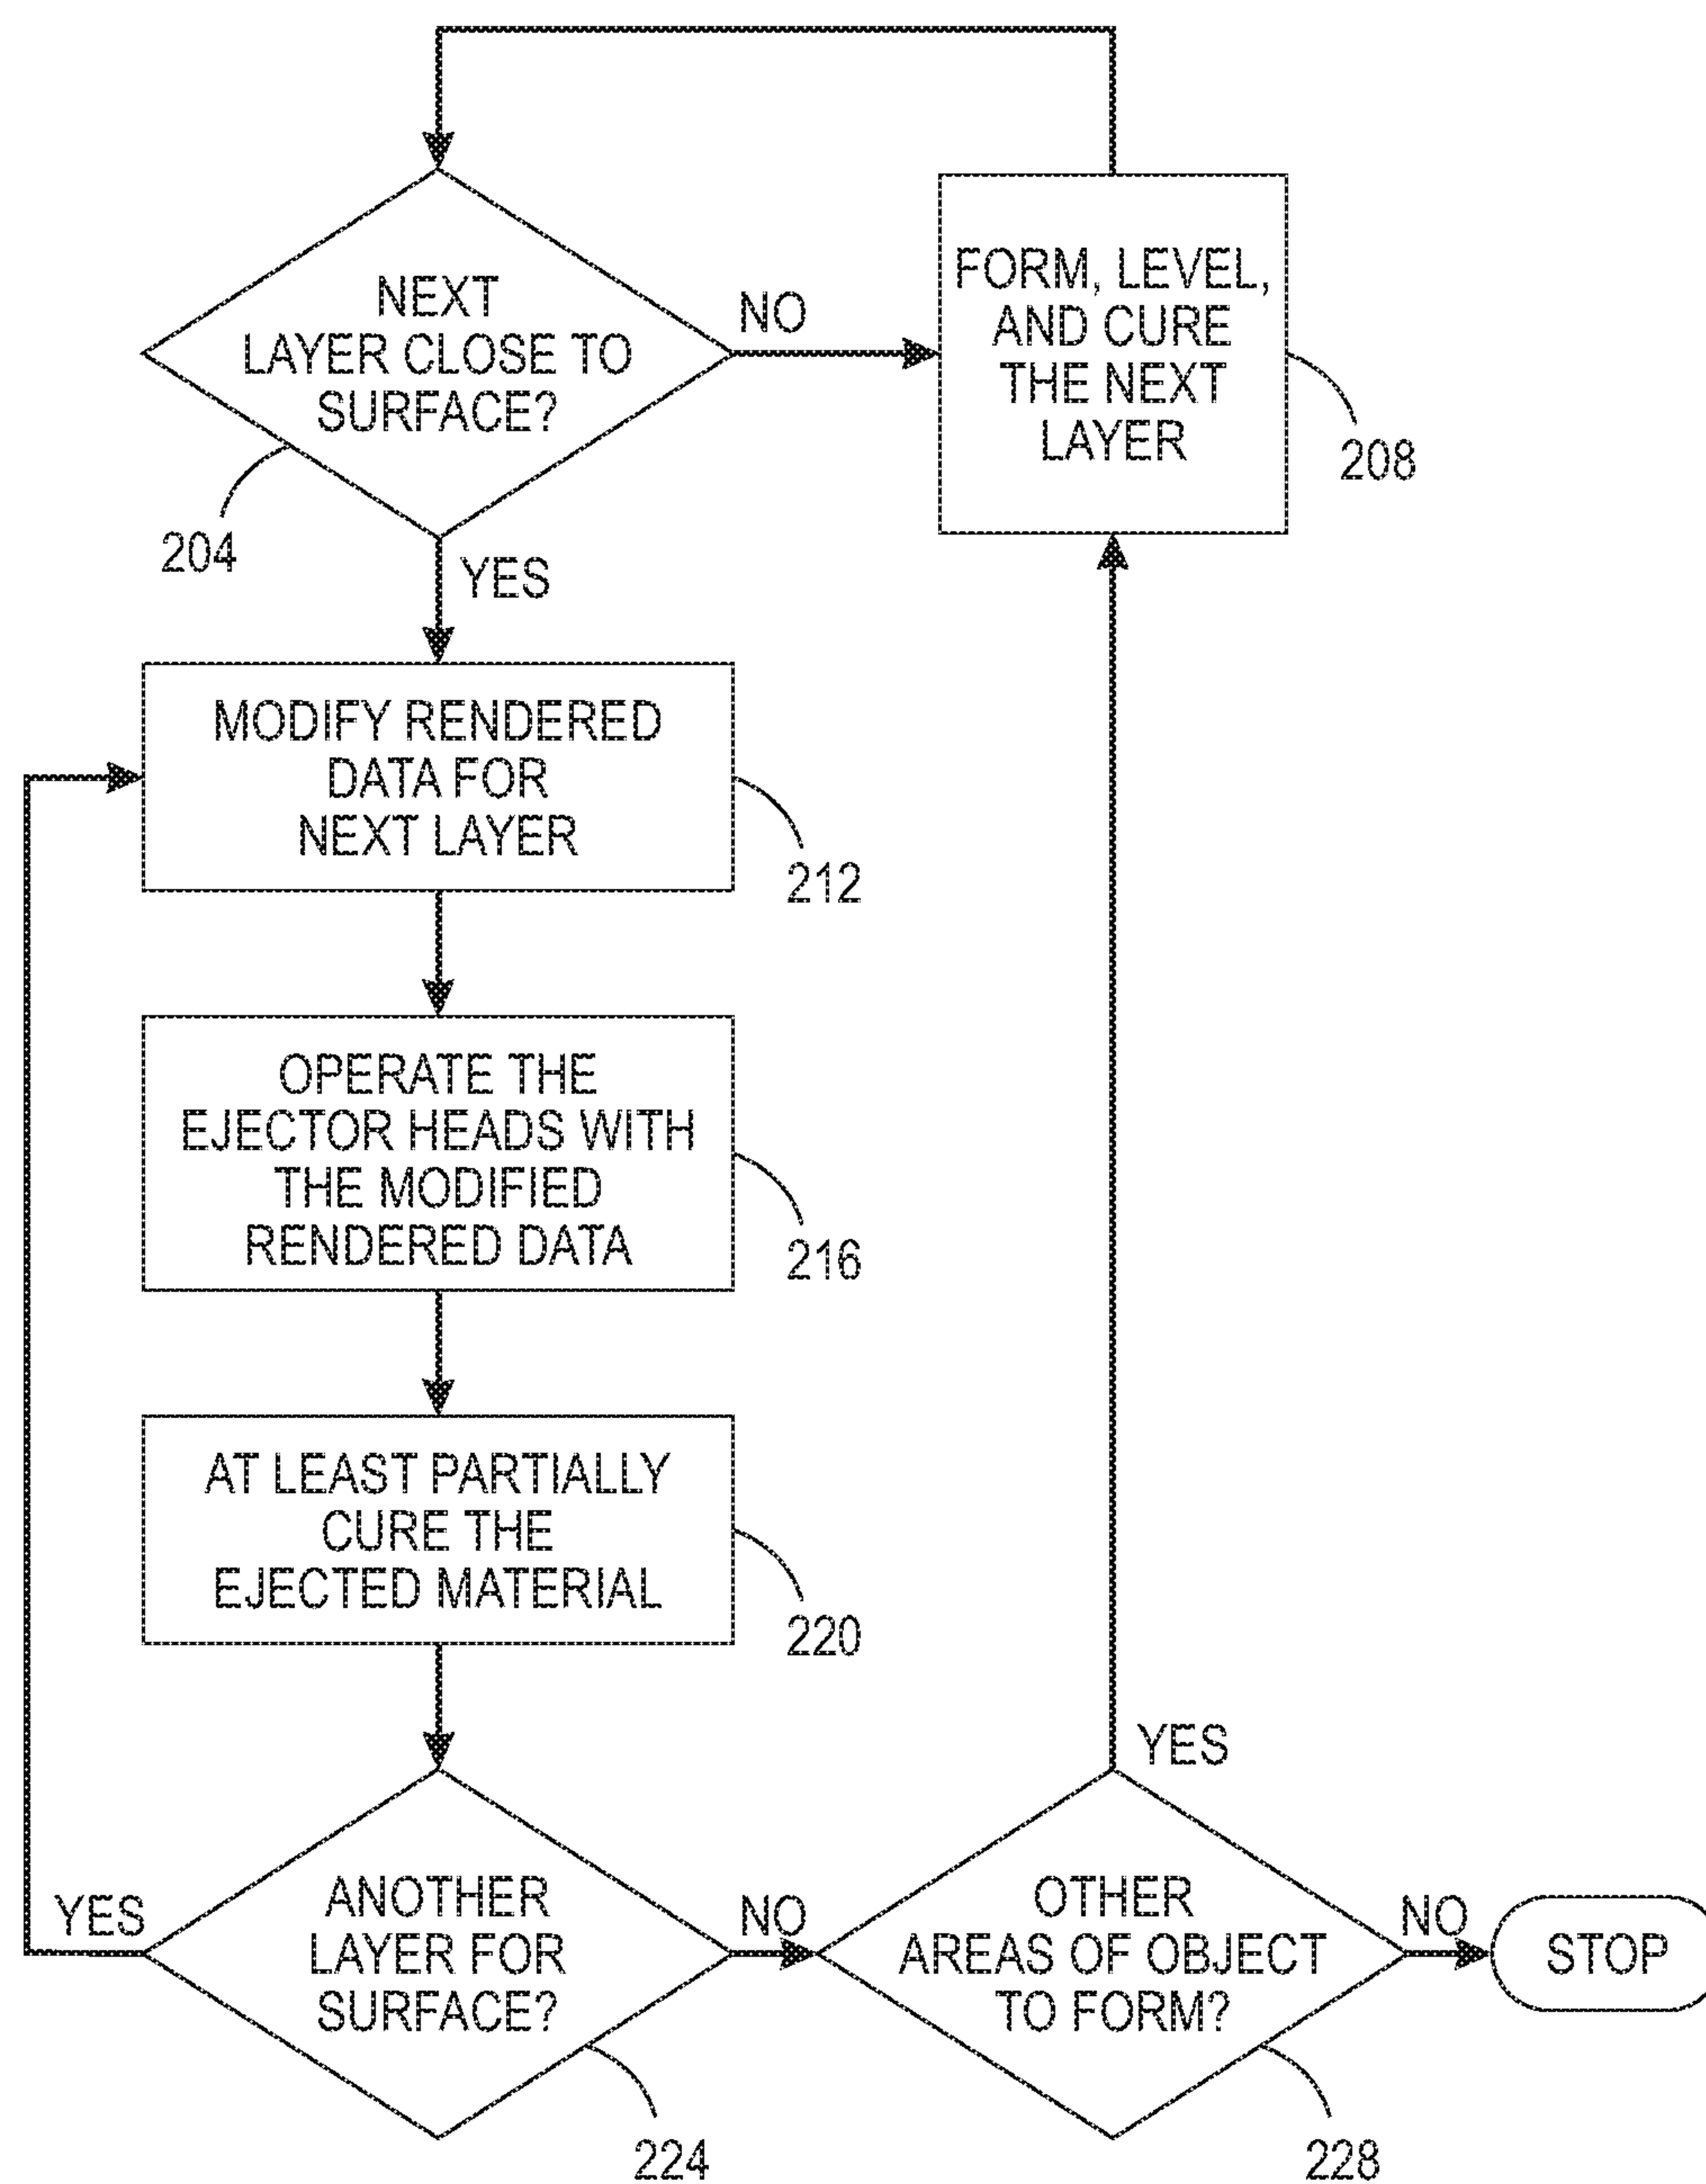 NEXT
LAYER CLOSE TO
SURFACE?
204
NO
YES
FORM, LEVEL,
AND CURE
THE NEXT
LAYER
208
MODIFY RENDERED
DATA FOR
NEXT LAYER
212
OPERATE THE
EJECTOR HEADS WITH
THE MODIFIED
RENDERED DATA
216
AT LEAST PARTIALLY
CURE THE
EJECTED MATERIAL
220
YES
ANOTHER
LAYER FOR
SURFACE?
224
NO
YES
OTHER
AREAS OF OBJECT
TO FORM?
228
NO
STOP